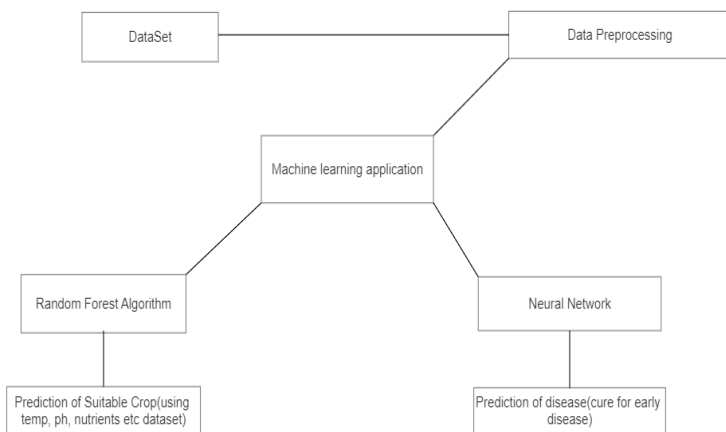 DataSet
Data Preprocessing
Machine learning application
Random Forest Algorithm
Neural Network
Prediction of Suitable Crop(using
temp, ph, nutrients etc dataset)
Prediction of disease(cure for early
disease)